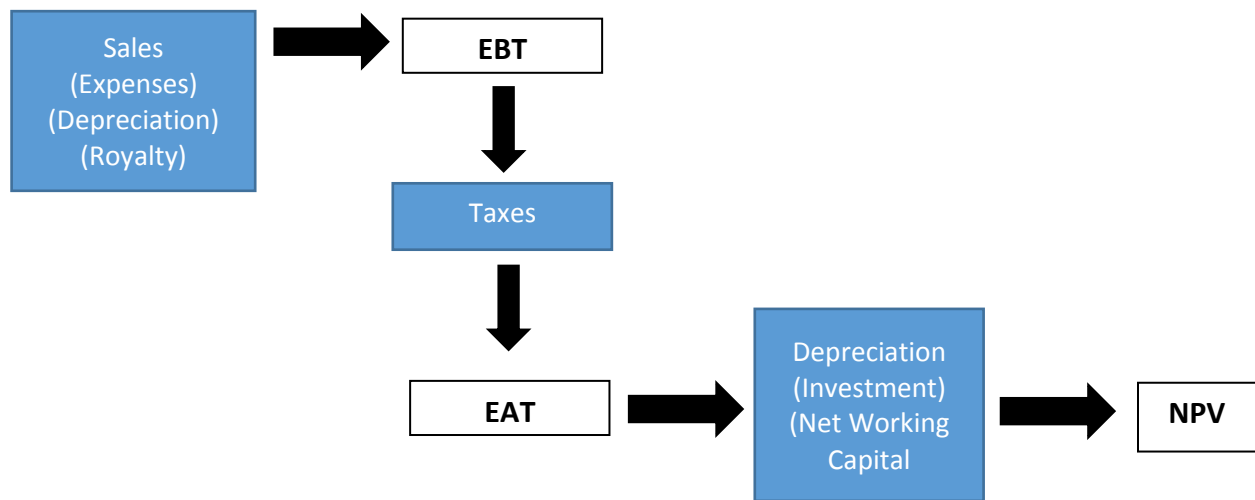 Sales
(Expenses)
(Depreciation)
(Royalty)
EBT
Taxes
EAT
Depreciation
(Investment)
(Net Working
Capital
NPV